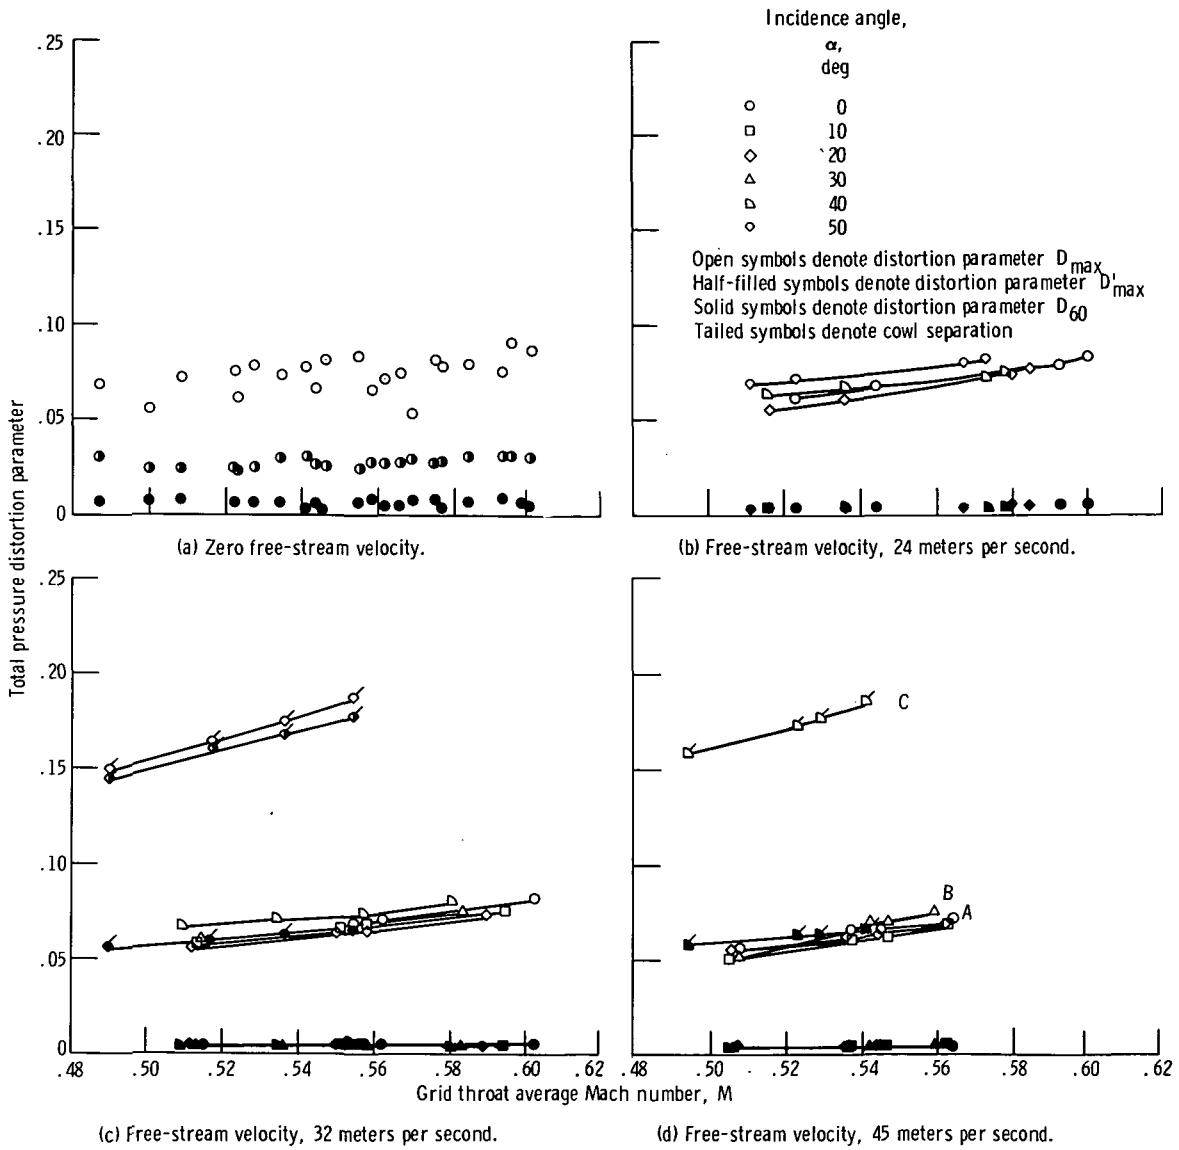 Incidence angle,
α,
deg
0
10
20
30
40
50
Open symbols denote distortion parameter Dmax
Half-filled symbols denote distortion parameter D'max
Solid symbols denote distortion parameter D60
Tailed symbols denote cowl separation
.25
.20
.15
.10
.05
0
(a) Zero free-stream velocity.
(b) Free-stream velocity, 24 meters per second.
Total pressure distortion parameter
.25
.20
.15
.10
.05
0
C
B
A
.48 .50 .52 .54 .56 .58 .60 .62
.48 .50 .52 .54 .56 .58 .60 .62
Grid throat average Mach number, M
(c) Free-stream velocity, 32 meters per second.
(d) Free-stream velocity, 45 meters per second.